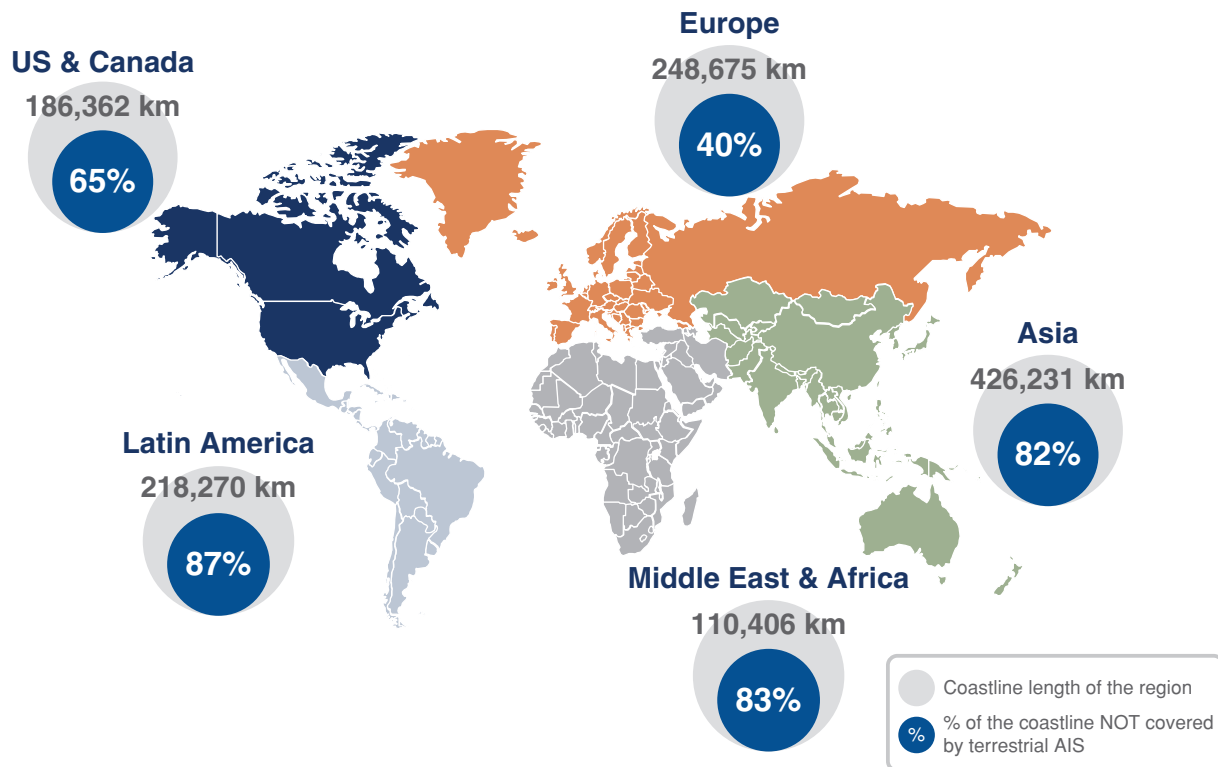 Europe
248,675 km
40%
US & Canada
186,362 km
65%
Asia
426,231 km
82%
Latin America
218,270 km
87%
Middle East & Africa
110,406 km
83%
Coastline length of the region
%
% of the coastline NOT covered
by terrestrial AIS